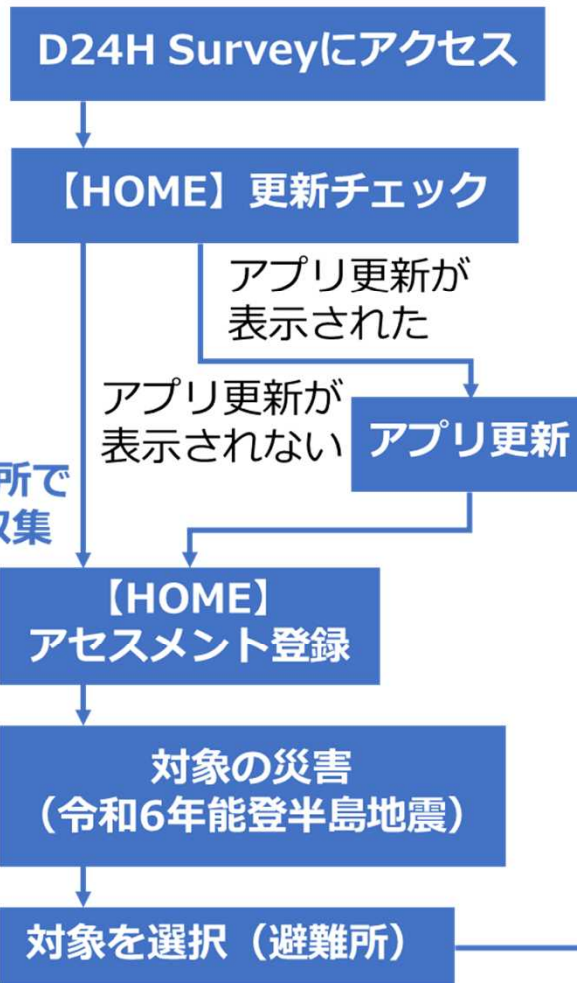 D24H Surveyにアクセス
【HOME】更新チェック
アプリ更新が
表示された
アプリ更新が
表示されない
アプリ更新
所で
収集
【HOME】
アセスメント登録
対象の災害
（令和6年能登半島地震）
対象を選択（避難所）